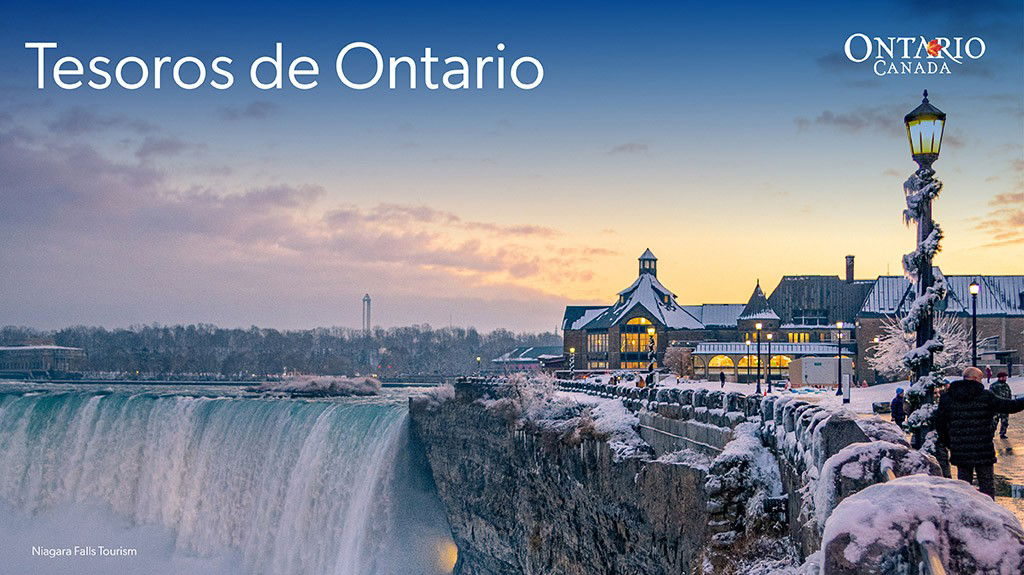 Tesoros de Ontario
ONTARIO
CANADA
Niagara Falls Tourism